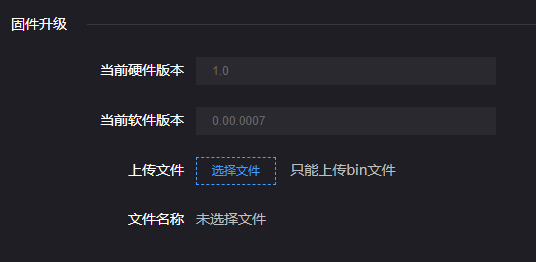 固件升级
当前硬件版本 1.0
当前软件版本 0.00.0007
上传文件 选择文件 只能上传bin文件
文件名称 未选择文件